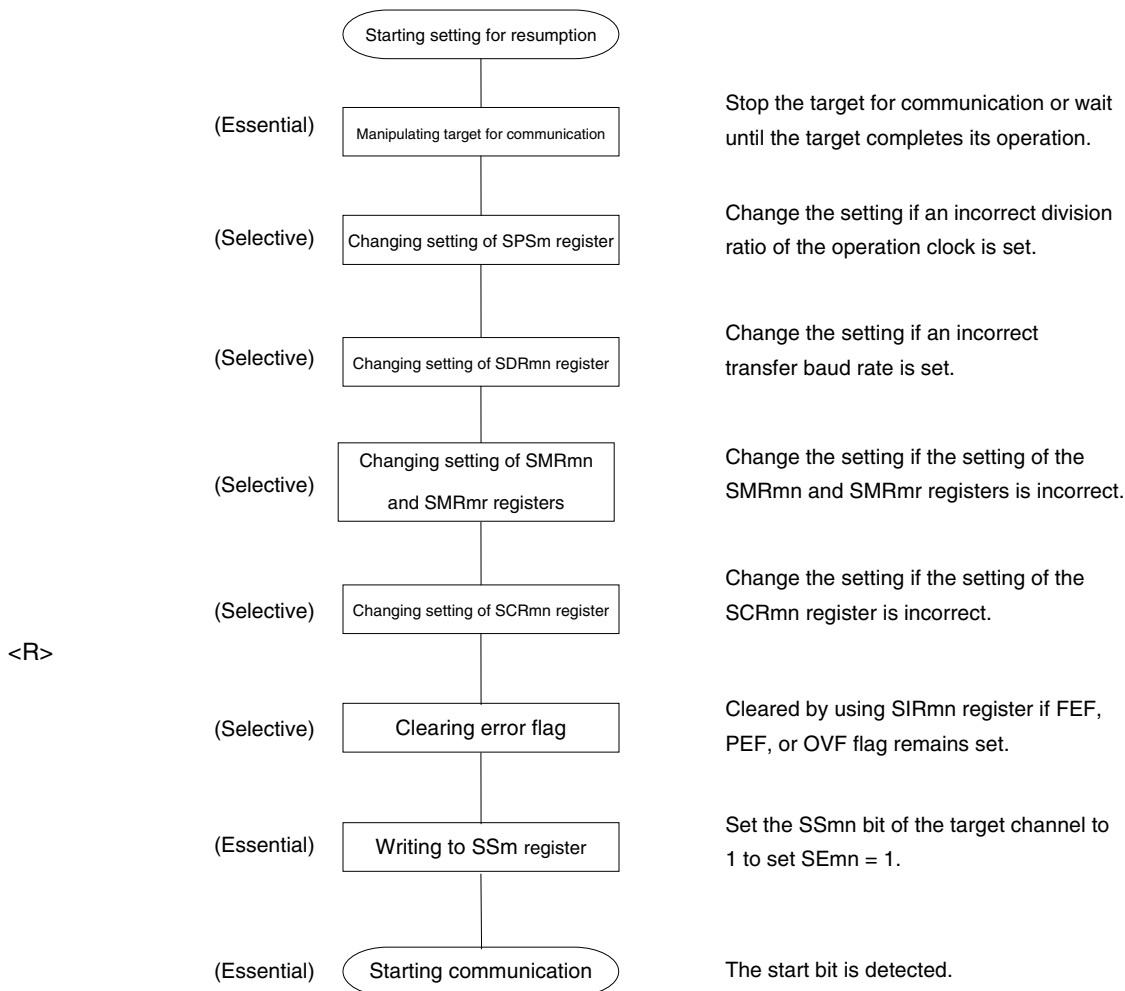 Starting setting for resumption
(Essential)
Manipulating target for communication
Stop the target for communication or wait
until the target completes its operation.
(Selective)
Changing setting of SPSm register
Change the setting if an incorrect division
ratio of the operation clock is set.
(Selective)
Changing setting of SDRmn register
Change the setting if an incorrect
transfer baud rate is set.
(Selective)
Changing setting of SMRmn
and SMRmr registers
Change the setting if the setting of the
SMRmn and SMRmr registers is incorrect.
(Selective)
Changing setting of SCRmn register
Change the setting if the setting of the
SCRmn register is incorrect.
<R>
(Selective)
Clearing error flag
Cleared by using SIRmn register if FEF,
PEF, or OVF flag remains set.
(Essential)
Writing to SSm register
Set the SSmn bit of the target channel to
1 to set SEmn = 1.
(Essential)
Starting communication
The start bit is detected.